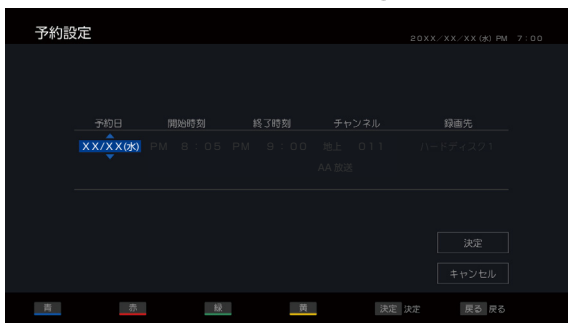 予約設定
20XX/XX/XX(水) PM 7:00
予約日 開始時刻 終了時刻 チャンネル 録画先
XX/XX(水) PM 8:05 PM 9:00 地上 011 ハードディスク1
AA放送
決定
キャンセル
青 赤 緑 黄 決定 決定 戻る 戻る